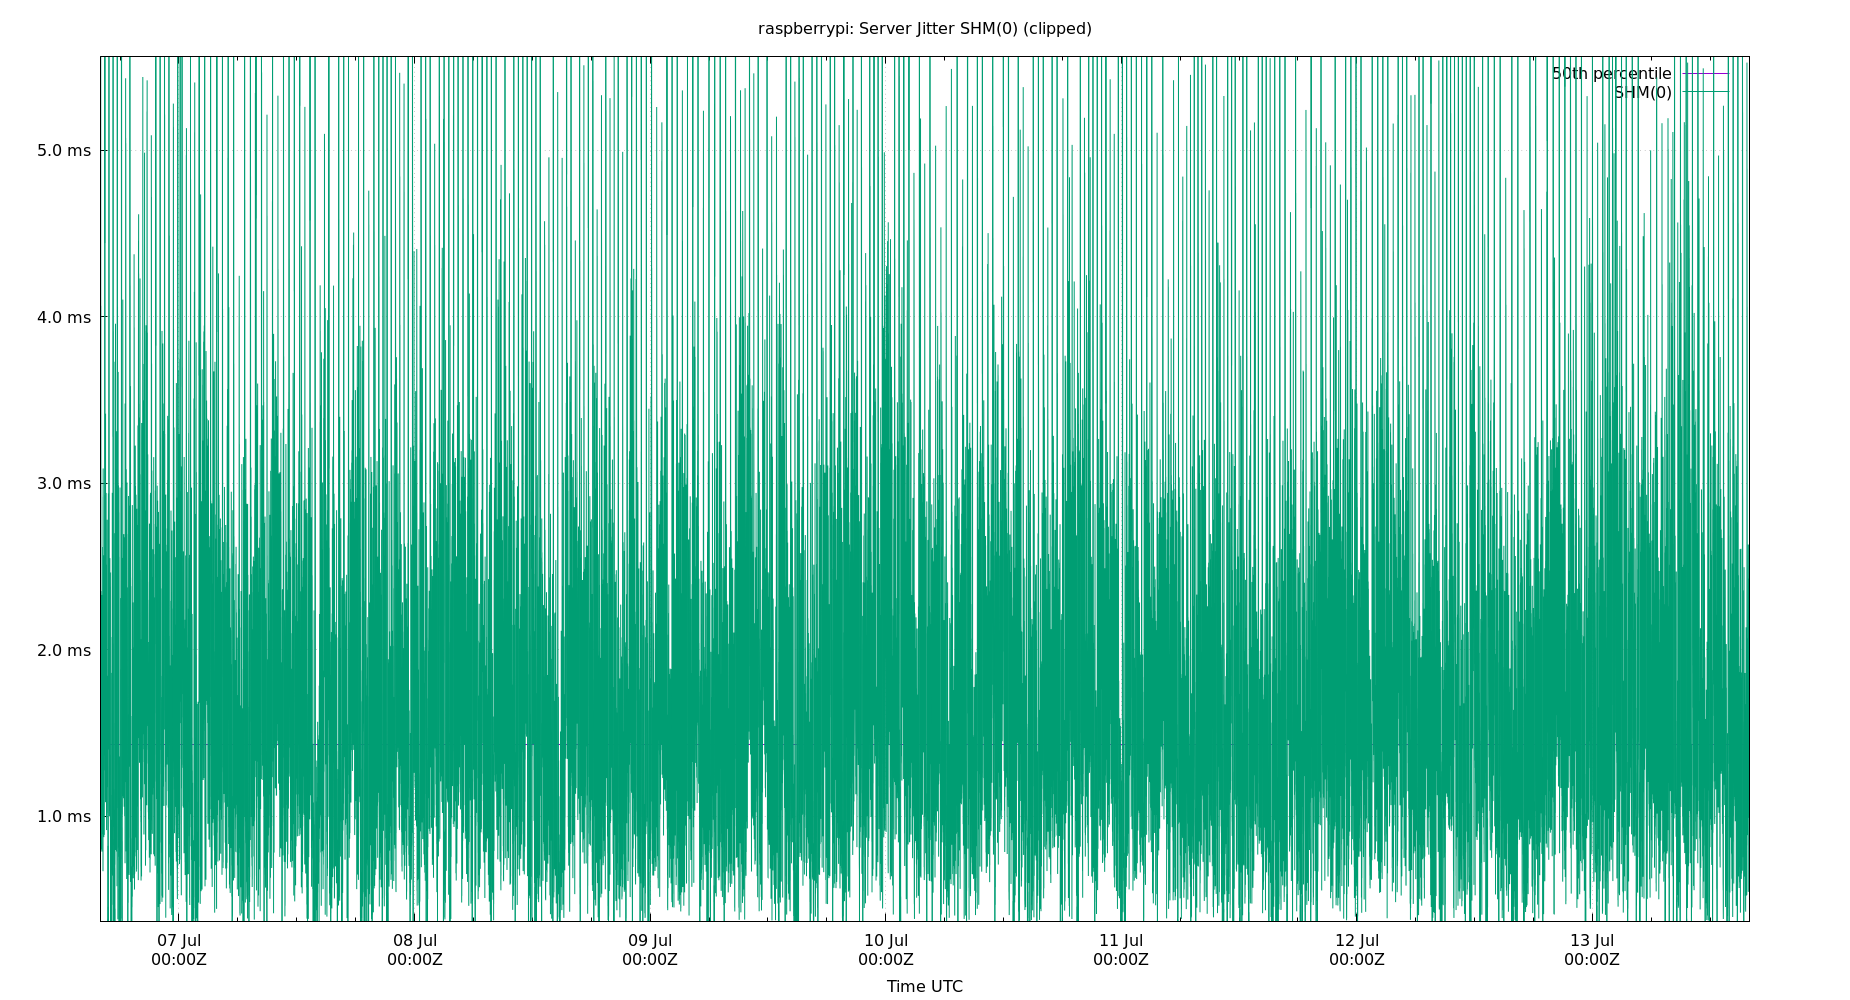 raspberrypi: Server Jitter SHM(0) (clipped)
50th percentile
SHM(0)
5.0 ms
4.0 ms
3.0 ms
2.0 ms
1.0 ms
07 Jul
00:00Z
08 Jul
00:00Z
09 Jul
00:00Z
10 Jul
00:00Z
11 Jul
00:00Z
12 Jul
00:00Z
13 Jul
00:00Z
Time UTC